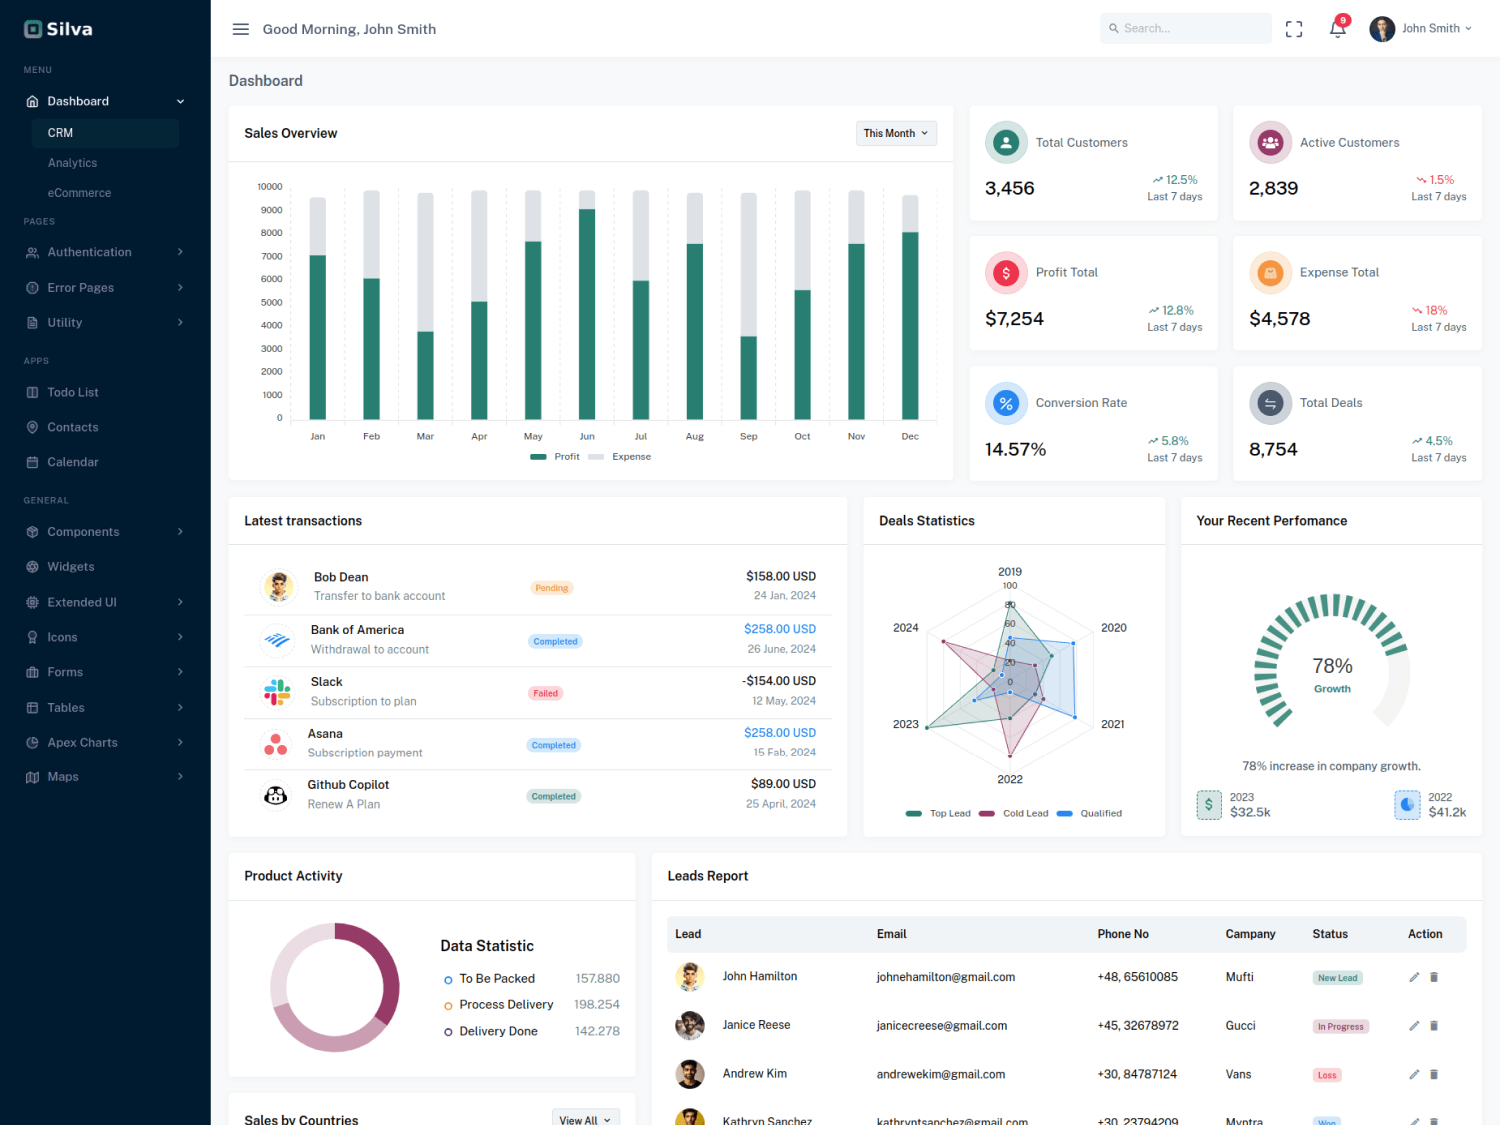 Silva
Good Morning, John Smith
Search...
9
John Smith
MENU
Dashboard
CRM
Analytics
eCommerce
PAGES
Authentication
Error Pages
Utility
APPS
Todo List
Contacts
Calendar
GENERAL
Components
Widgets
Extended UI
Icons
Forms
Tables
Apex Charts
Maps
Dashboard
Sales Overview
This Month
10000
9000
8000
7000
6000
5000
4000
3000
2000
1000
0
Jan Feb Mar Apr May Jun Jul Aug Sep Oct Nov Dec
Profit Expense
Total Customers
3,456
12.5%
Last 7 days
Active Customers
2,839
1.5%
Last 7 days
Profit Total
$7,254
12.8%
Last 7 days
Expense Total
$4,578
18%
Last 7 days
Conversion Rate
14.57%
5.8%
Last 7 days
Total Deals
8,754
4.5%
Last 7 days
Latest transactions
Bob Dean
Transfer to bank account
Pending
$158.00 USD
24 Jan, 2024
Bank of America
Withdrawal to account
Completed
$258.00 USD
26 June, 2024
Slack
Subscription to plan
Failed
-$154.00 USD
12 May, 2024
Asana
Subscription payment
Completed
$258.00 USD
15 Fab, 2024
Github Copilot
Renew A Plan
Completed
$89.00 USD
25 April, 2024
Deals Statistics
2019
100
80
60
40
20
0
2024
2020
2023
2021
2022
Top Lead Cold Lead Qualified
Your Recent Perfomance
78%
Growth
78% increase in company growth.
2023
$32.5k
2022
$41.2k
Product Activity
Data Statistic
To Be Packed 157.880
Process Delivery 198.254
Delivery Done 142.278
Sales by Countries
View All
Leads Report
Lead Email Phone No Company Status Action
John Hamilton johnehamilton@gmail.com +48, 65610085 Mufti New Lead
Janice Reese janicecreese@gmail.com +45, 32678972 Gucci In Progress
Andrew Kim andrewekim@gmail.com +30, 84787124 Vans Loss
Kathryn Sanchez kathryntsanchez@gmail.com +30, 23794209 Myntra Won